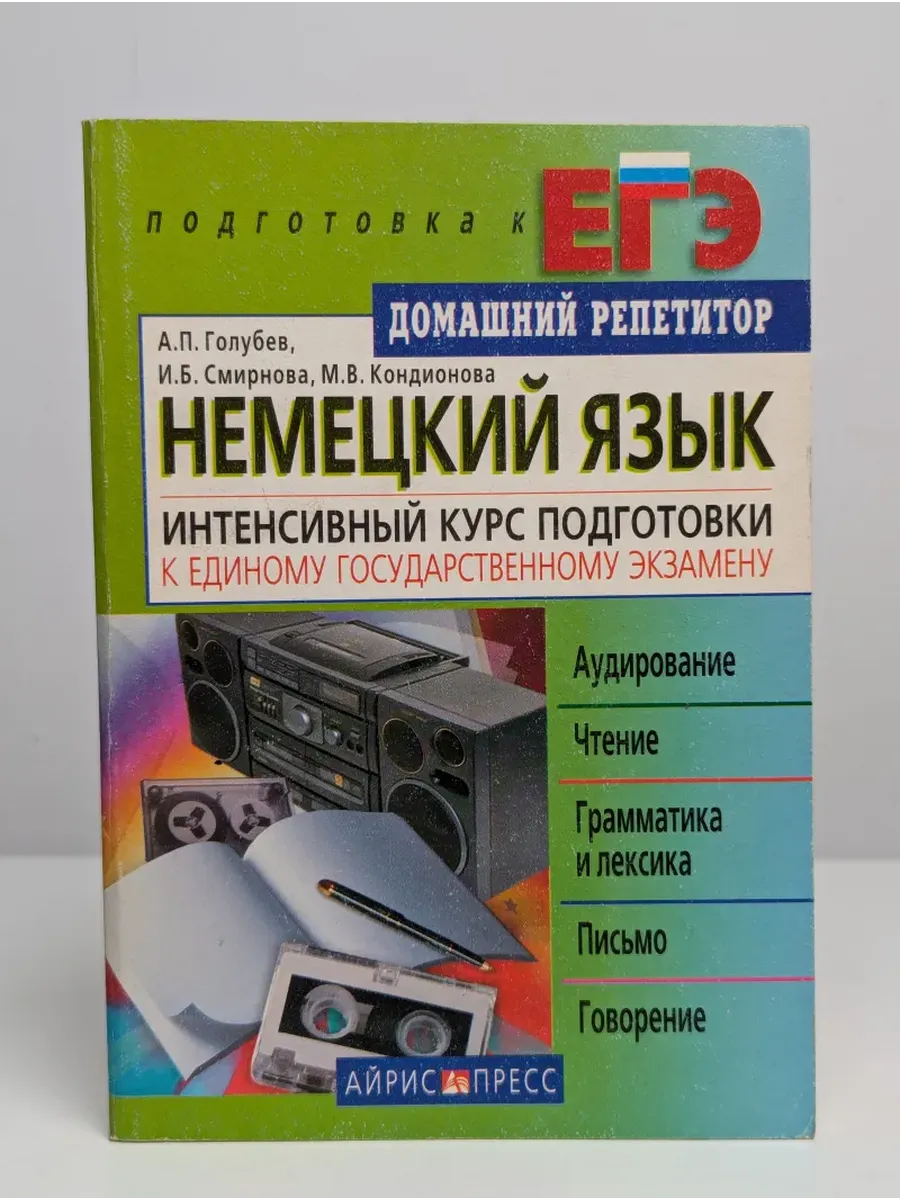 подготовка к ЕГЭ
ДОМАШНИЙ РЕПЕТИТОР
А.П. Голубев,
И.Б. Смирнова, М.В. Кондионова
НЕМЕЦКИЙ ЯЗЫК
ИНТЕНСИВНЫЙ КУРС ПОДГОТОВКИ
К ЕДИНОМУ ГОСУДАРСТВЕННОМУ ЭКЗАМЕНУ
Аудирование
Чтение
Грамматика
и лексика
Письмо
Говорение
АЙРИС ПРЕСС